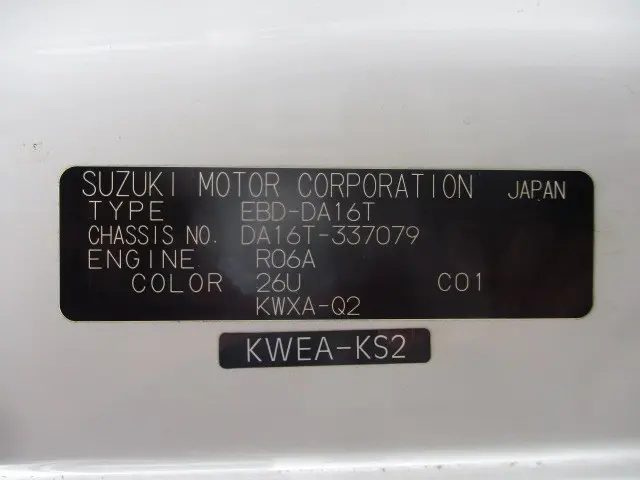 SUZUKI MOTOR CORPORATION JAPAN
TYPE EBD-DA16T
CHASSIS NO. DA16T-337079
ENGINE R06A
COLOR 26U C01
KWXA-Q2
KWEA-KS2